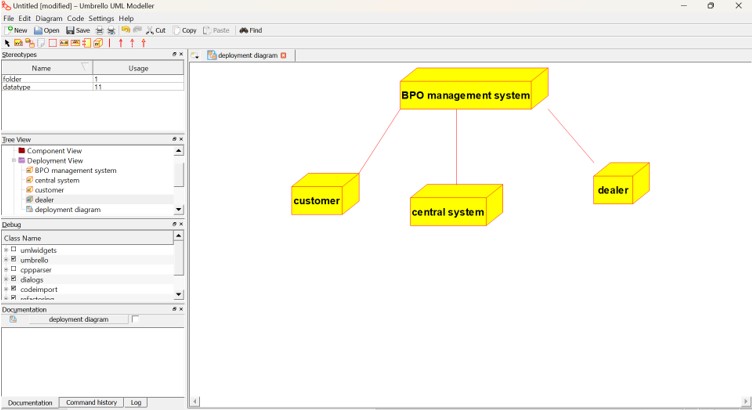 Untitled [modified] – Umbrello UML Modeller
File Edit Diagram Code Settings Help
New Open Save Cut Copy Paste Find
Stereotypes
Name Usage
folder 1
datatype 11
Tree View
Component View
Deployment View
BPO management system
central system
customer
dealer
deployment diagram
Debug
Class Name
umlwidgets
umbrello
cppparser
dialogs
codeimport
refactoring
Documentation
deployment diagram
Documentation Command history Log
deployment diagram
BPO management system
customer
central system
dealer